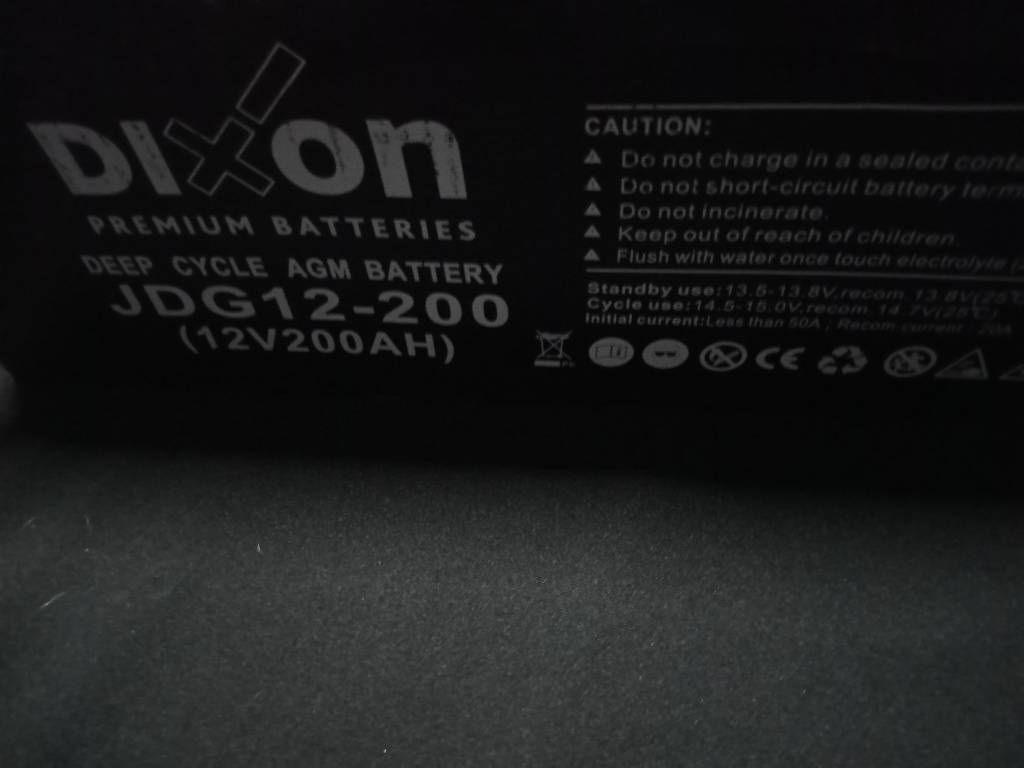 DIXON
PREMIUM BATTERIES
DEEP CYCLE AGM BATTERY
JDG12-200
(12V200AH)
CAUTION:
Do not charge in a sealed
Do not short-circuit battery
Do not incinerate.
Keep out of reach of children.
Flush with water once touch electrolyte
Standby use:13.5-13.8V,recom.13.8V(25℃)
Cycle use:14.5-15.0V,recom.14.7V(25℃)
Initial current:Less than 50A ; Recom.current: 20A
Pb
CE